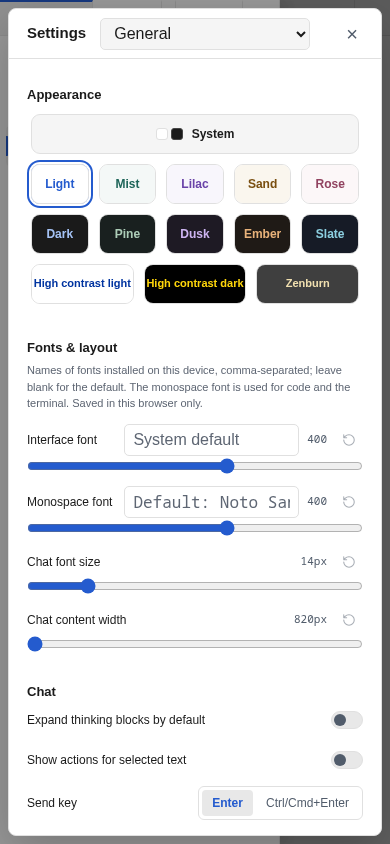 Settings General ×
Appearance
System
Light Mist Lilac Sand Rose
Dark Pine Dusk Ember Slate
High contrast light High contrast dark Zenburn
Fonts & layout
Names of fonts installed on this device, comma-separated; leave
blank for the default. The monospace font is used for code and the
terminal. Saved in this browser only.
Interface font System default 400
Monospace font Default: Noto San 400
Chat font size 14px
Chat content width 820px
Chat
Expand thinking blocks by default
Show actions for selected text
Send key Enter Ctrl/Cmd+Enter